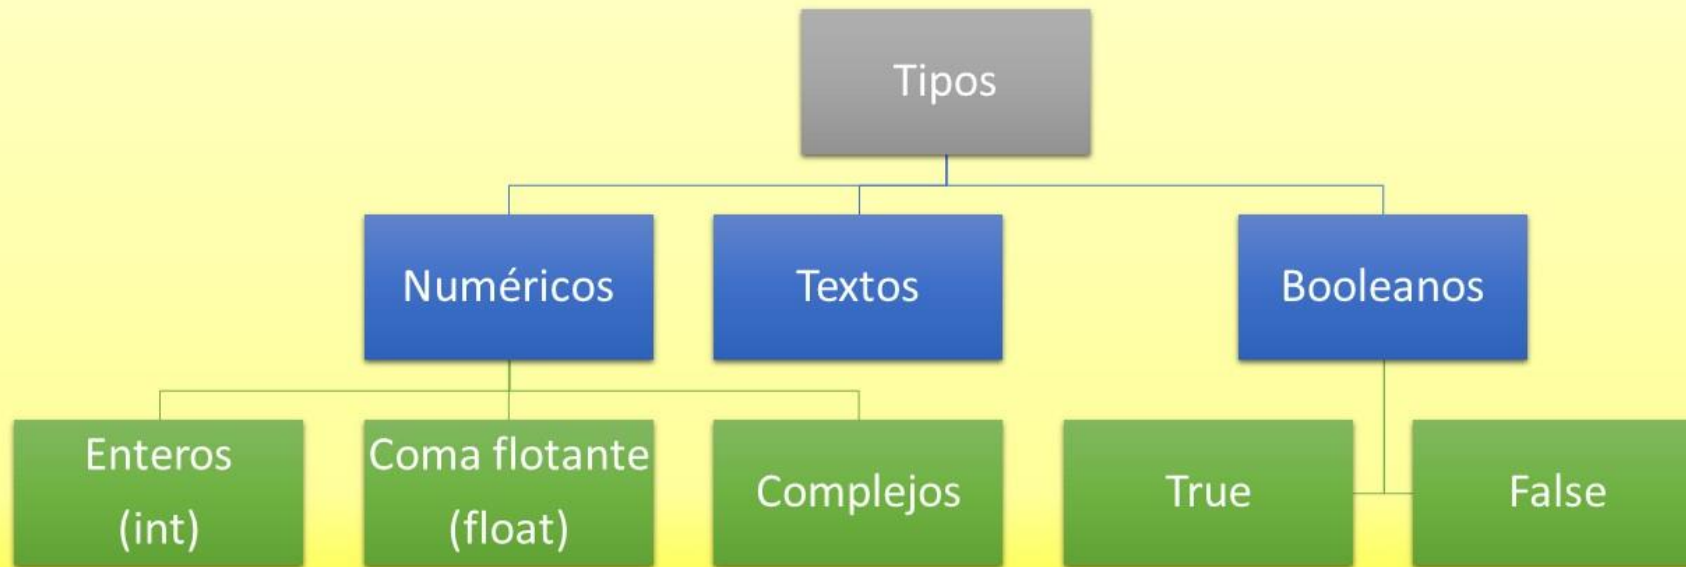 Tipos
Numéricos
Textos
Booleanos
Enteros
(int)
Coma flotante
(float)
Complejos
True
False